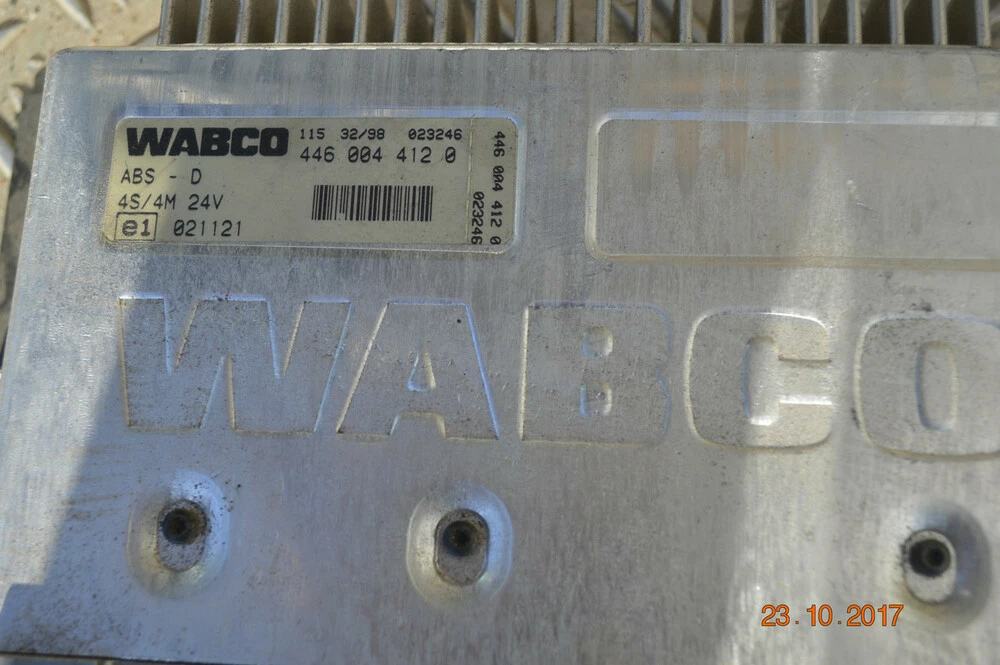 WABCO 115 32/98 023246
446 004 412 0
ABS - D
4S/4M 24V
e1 021121
446 004 412 0
023246
WABCO
23.10.2017